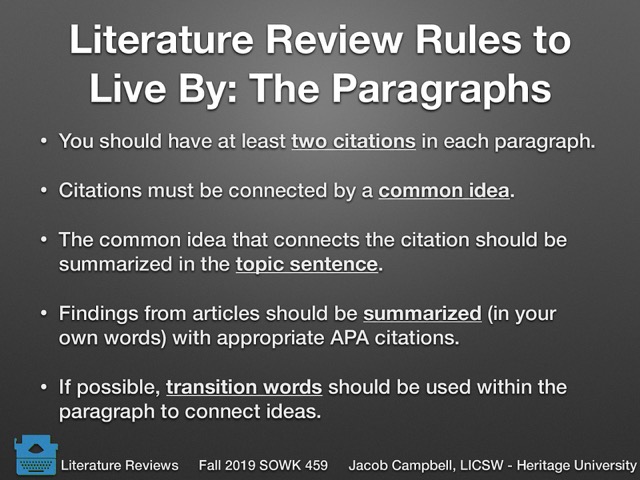 Literature Review Rules to
Live By: The Paragraphs
• You should have at least two citations in each paragraph.
• Citations must be connected by a common idea.
• The common idea that connects the citation should be
summarized in the topic sentence.
• Findings from articles should be summarized (in your
own words) with appropriate APA citations.
• If possible, transition words should be used within the
paragraph to connect ideas.
Literature Reviews Fall 2019 SOWK 459 Jacob Campbell, LICSW - Heritage University